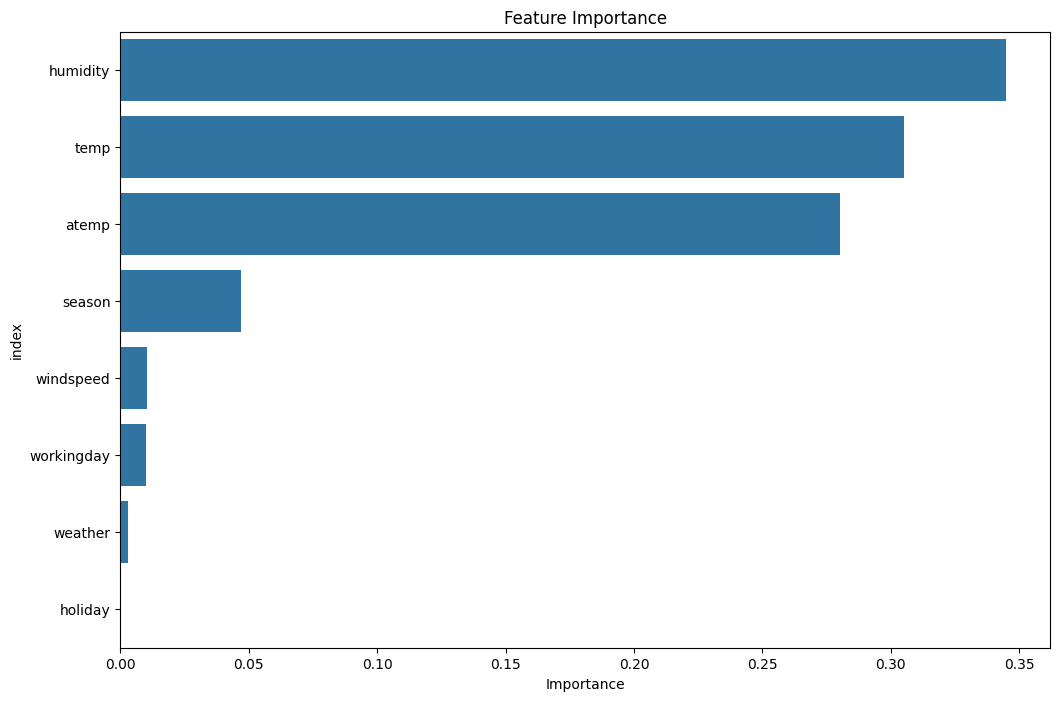 Feature Importance
humidity
temp
atemp
season
windspeed
workingday
weather
holiday
index
0.00 0.05 0.10 0.15 0.20 0.25 0.30 0.35
Importance